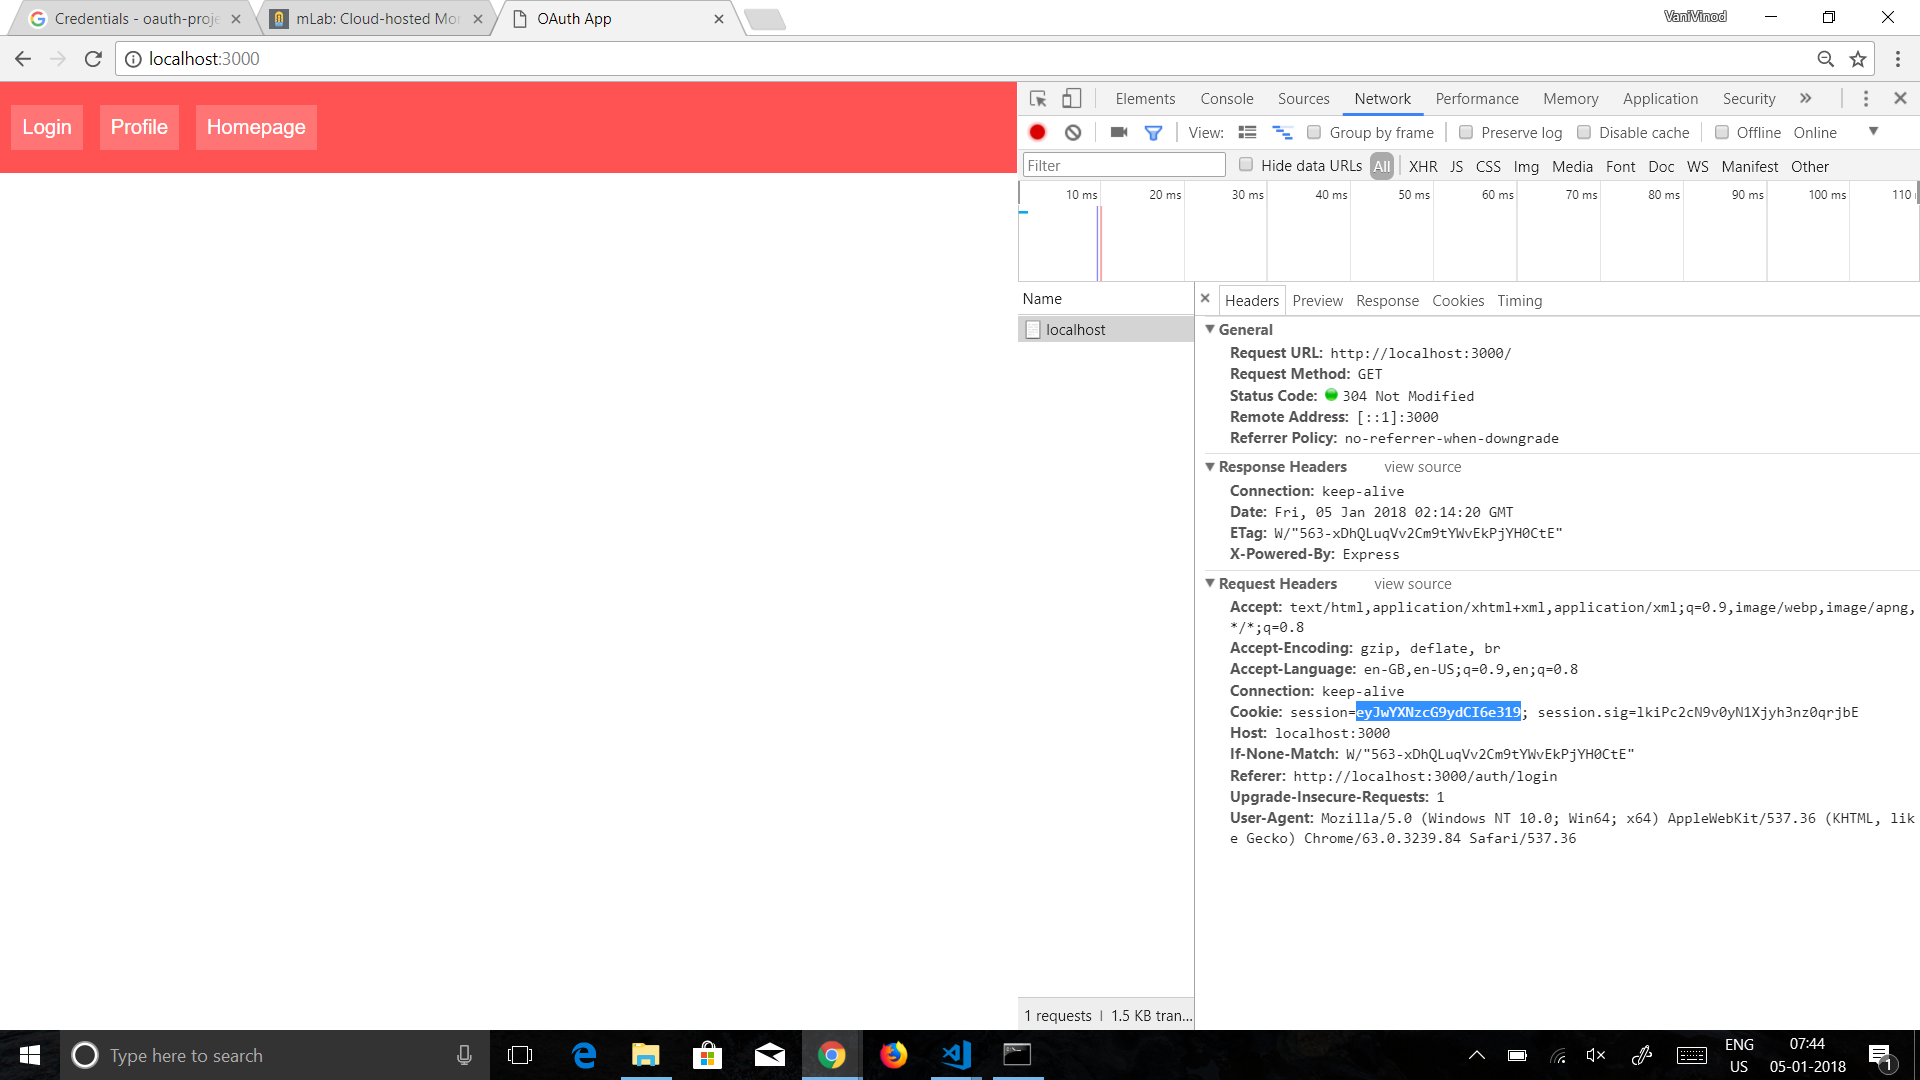 Credentials - oauth-proje
mLab: Cloud-hosted Mon
OAuth App
VaniVinod
localhost:3000
Login
Profile
Homepage
Elements Console Sources Network Performance Memory Application Security
View: Group by frame Preserve log Disable cache Offline Online
Filter Hide data URLs All XHR JS CSS Img Media Font Doc WS Manifest Other
10 ms 20 ms 30 ms 40 ms 50 ms 60 ms 70 ms 80 ms 90 ms 100 ms 110
Name
Headers Preview Response Cookies Timing
localhost
General
Request URL: http://localhost:3000/
Request Method: GET
Status Code: 304 Not Modified
Remote Address: [::1]:3000
Referrer Policy: no-referrer-when-downgrade
Response Headers view source
Connection: keep-alive
Date: Fri, 05 Jan 2018 02:14:20 GMT
ETag: W/"563-xDhQLuqVv2Cm9tYWvEkPjYH0CtE"
X-Powered-By: Express
Request Headers view source
Accept: text/html,application/xhtml+xml,application/xml;q=0.9,image/webp,image/apng,
*/*;q=0.8
Accept-Encoding: gzip, deflate, br
Accept-Language: en-GB,en-US;q=0.9,en;q=0.8
Connection: keep-alive
Cookie: session=eyJwYXNzcG9ydCI6e319; session.sig=lkiPc2cN9v0yN1Xjyh3nz0qrjbE
Host: localhost:3000
If-None-Match: W/"563-xDhQLuqVv2Cm9tYWvEkPjYH0CtE"
Referer: http://localhost:3000/auth/login
Upgrade-Insecure-Requests: 1
User-Agent: Mozilla/5.0 (Windows NT 10.0; Win64; x64) AppleWebKit/537.36 (KHTML, lik
e Gecko) Chrome/63.0.3239.84 Safari/537.36
1 requests | 1.5 KB tran...
Type here to search
ENG
US
07:44
05-01-2018
1